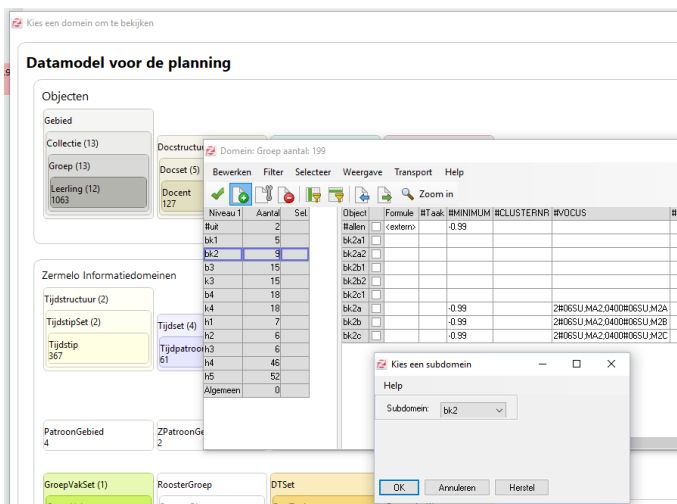 Kies een domein om te bekijken
Datamodel voor de planning
Objecten
Gebied
Collectie (13)
Groep (13)
Leerling (12)
1063
Docset (5)
Docent
127
Zermelo Informatiedomeinen
Tijdstructuur (2)
TijdstipSet (2)
Tijdstip
367
Tijdset (4)
61
PatroonGebied
4
2
GroepVakSet (1)
RoosterGroep
DTSet
Domein: Groep aantal: 199
Bewerken Filter Selecteer Weergave Transport Help
Zoom in
Niveau 1 Aantal Sel.
#uit 2
bk1 5
bk2 9
b3 15
k3 15
b4 18
k4 18
h1 7
h2 6
h3 6
h4 46
h5 52
Algemeen 0
Object Formule #Taak #MINIMUM #CLUSTERNR #VOCUS #
#allen <extern> -0.99
bk2a1
bk2a2
bk2b1
bk2b2
bk2c1
bk2a -0.99 2#06SU;MA2;0400#06SU;M2A
bk2b -0.99 2#06SU;MA2;0400#06SU;M2B
bk2c -0.99 2#06SU;MA2;0400#06SU;M2C
Kies een subdomein
Help
Subdomein: bk2
OK Annuleren Herstel